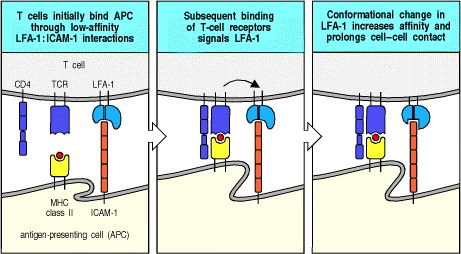 T cells initially bind APC
through low-affinity
LFA-1:ICAM-1 interactions
Subsequent binding
of T-cell receptors
signals LFA-1
Conformational change in
LFA-1 increases affinity and
prolongs cell–cell contact
T cell
CD4
TCR
LFA-1
MHC
class II
ICAM-1
antigen-presenting cell (APC)